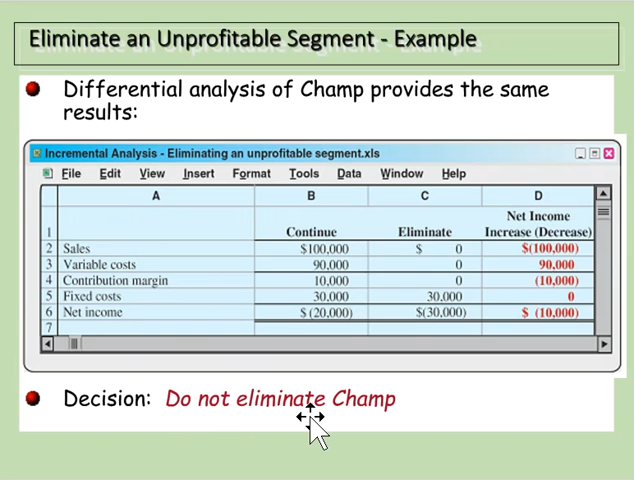 Eliminate an Unprofitable Segment - Example
Differential analysis of Champ provides the same
results:
Incremental Analysis - Eliminating an unprofitable segment.xls
File Edit View Insert Format Tools Data Window Help
A B C D
Net Income
1 Continue Eliminate Increase (Decrease)
2 Sales $100,000 $ 0 $(100,000)
3 Variable costs 90,000 0 90,000
4 Contribution margin 10,000 0 (10,000)
5 Fixed costs 30,000 30,000 0
6 Net income $ (20,000) $(30,000) $ (10,000)
7
Decision: Do not eliminate Champ